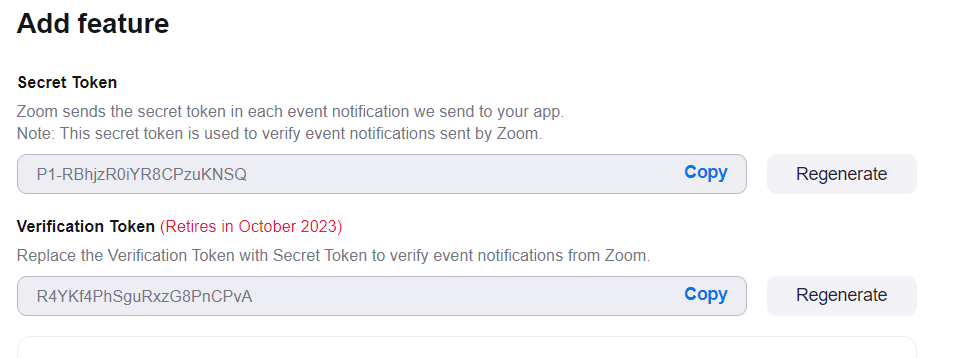 Add feature
Secret Token
Zoom sends the secret token in each event notification we send to your app.
Note: This secret token is used to verify event notifications sent by Zoom.
P1-RBhjzR0iYR8CPzuKNSQ Copy Regenerate
Verification Token (Retires in October 2023)
Replace the Verification Token with Secret Token to verify event notifications from Zoom.
R4YKf4PhSguRxzG8PnCPvA Copy Regenerate